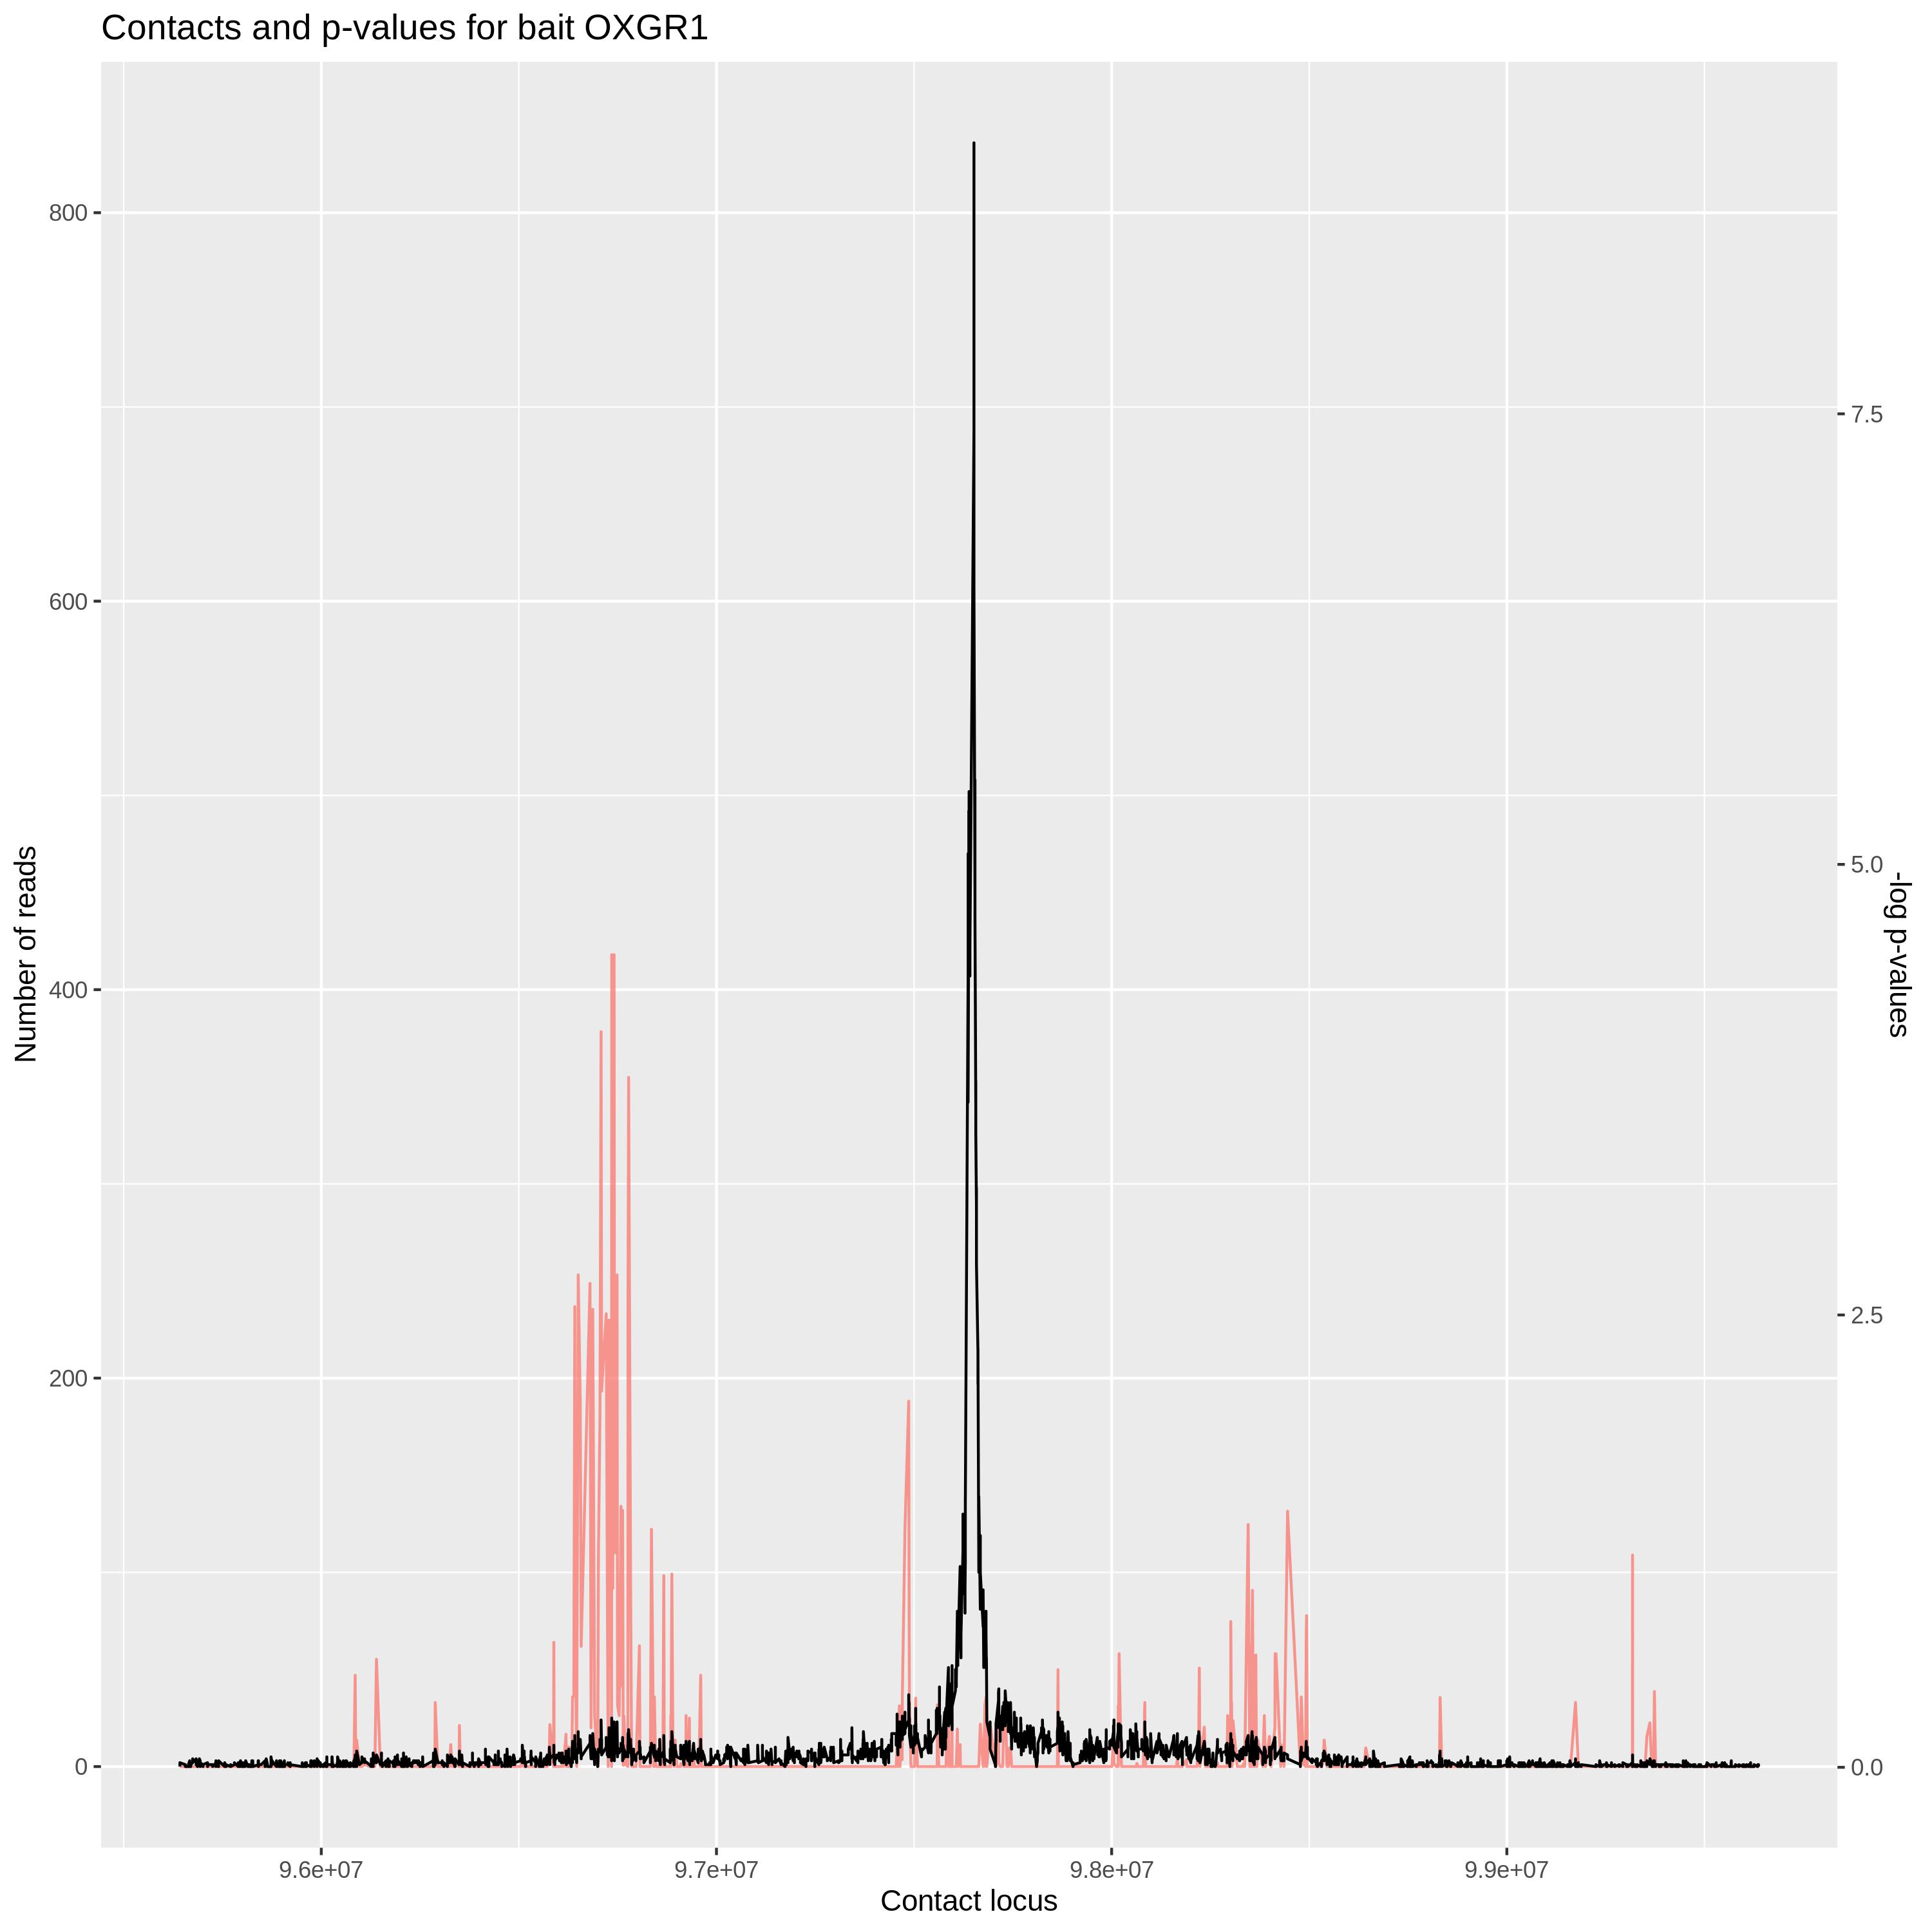 Contacts and p-values for bait OXGR1
800
600
400
200
0
Number of reads
7.5
5.0
2.5
0.0
-log p-values
9.6e+07
9.7e+07
9.8e+07
9.9e+07
Contact locus